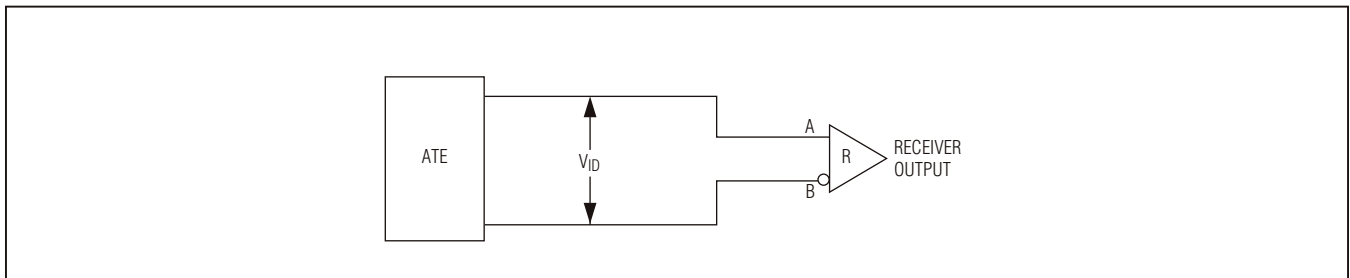 ATE
VID
A
B
R
RECEIVER
OUTPUT